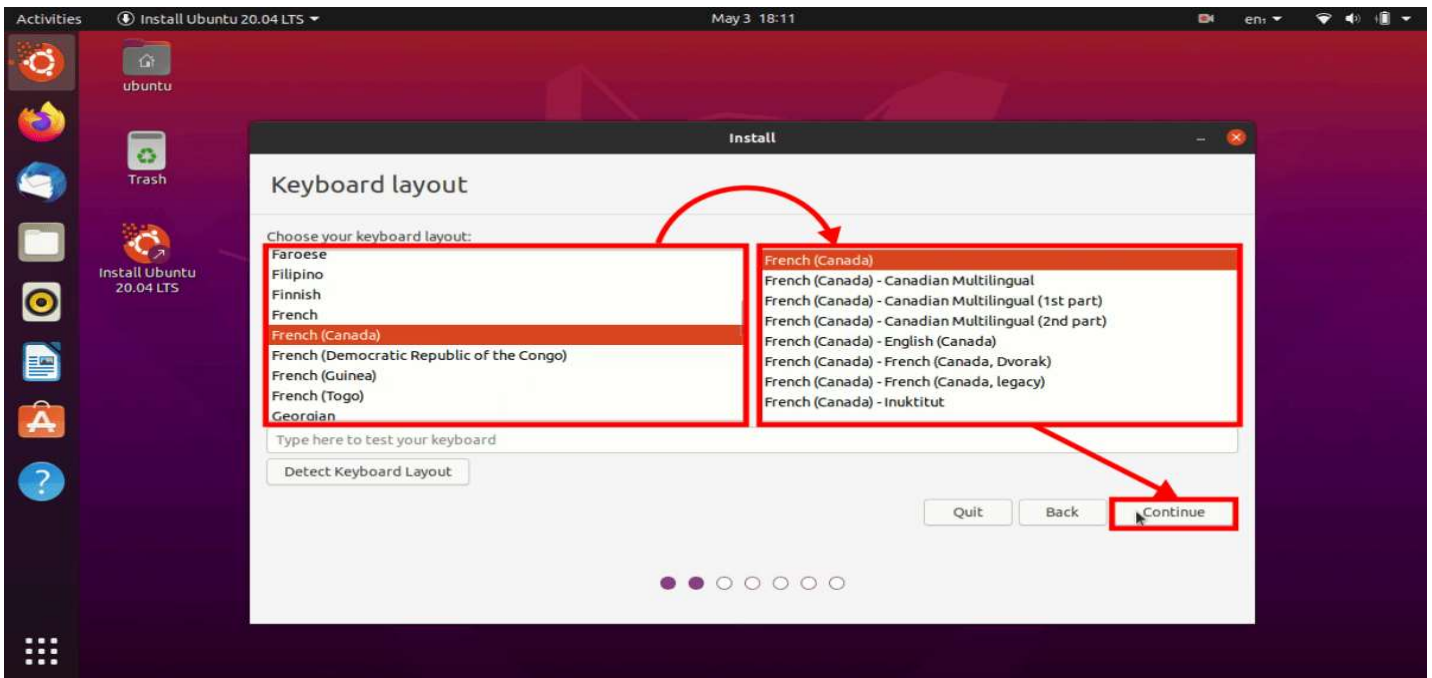 Activities
Install Ubuntu 20.04 LTS
May 3 18:11
en₁
ubuntu
Trash
Install Ubuntu
20.04 LTS
Install
Keyboard layout
Choose your keyboard layout:
Faroese
Filipino
Finnish
French
French (Canada)
French (Democratic Republic of the Congo)
French (Guinea)
French (Togo)
Georgian
French (Canada)
French (Canada) - Canadian Multilingual
French (Canada) - Canadian Multilingual (1st part)
French (Canada) - Canadian Multilingual (2nd part)
French (Canada) - English (Canada)
French (Canada) - French (Canada, Dvorak)
French (Canada) - French (Canada, legacy)
French (Canada) - Inuktitut
Type here to test your keyboard
Detect Keyboard Layout
Quit
Back
Continue